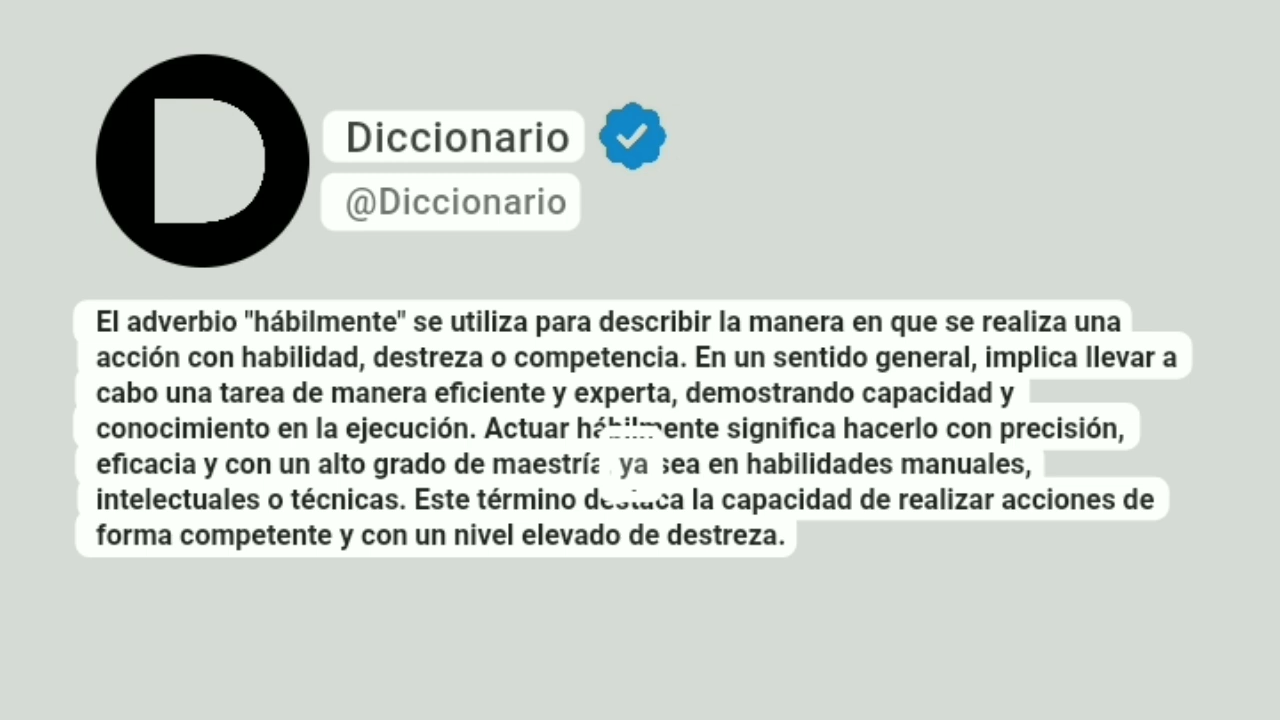 D
Diccionario
@Diccionario
El adverbio "hábilmente" se utiliza para describir la manera en que se realiza una
acción con habilidad, destreza o competencia. En un sentido general, implica llevar a
cabo una tarea de manera eficiente y experta, demostrando capacidad y
conocimiento en la ejecución. Actuar hábilmente significa hacerlo con precisión,
eficacia y con un alto grado de maestría, ya sea en habilidades manuales,
intelectuales o técnicas. Este término destaca la capacidad de realizar acciones de
forma competente y con un nivel elevado de destreza.